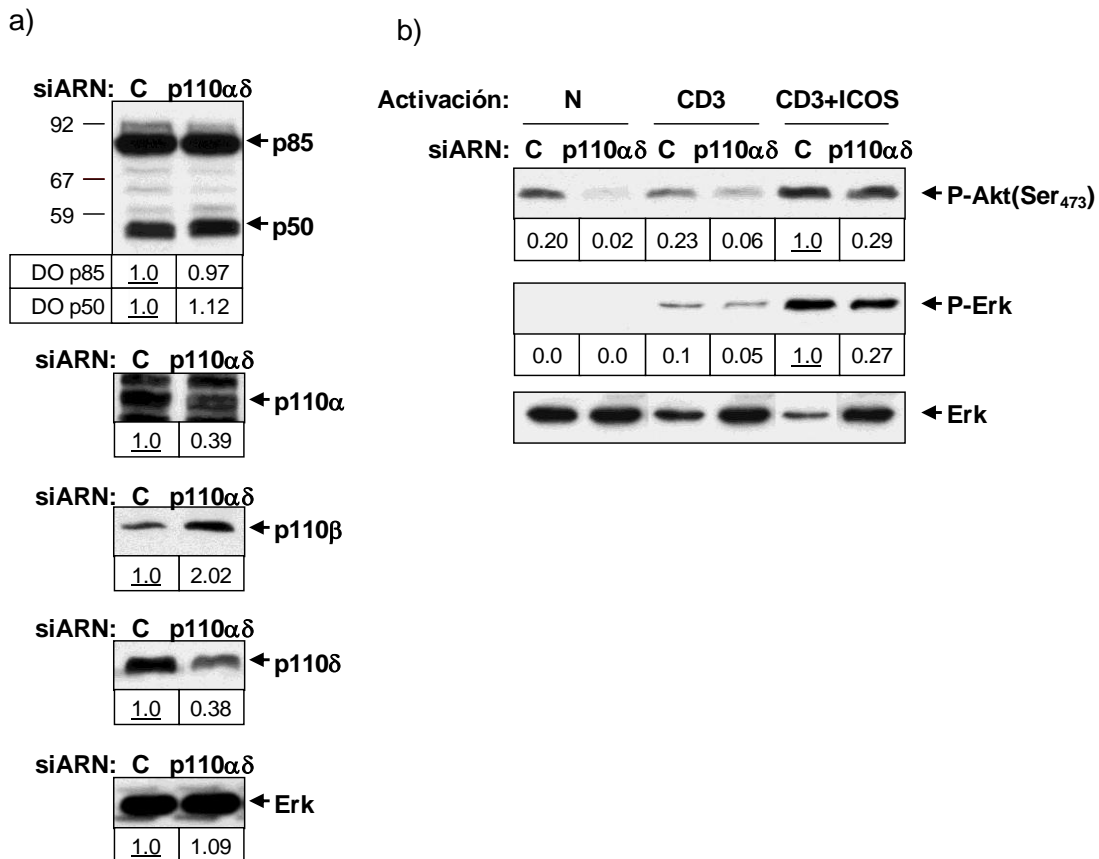 a)
siARN: C p110αδ
92
p85
67
59
p50
DO p85 1.0 0.97
DO p50 1.0 1.12
siARN: C p110αδ
p110α
1.0 0.39
siARN: C p110αδ
p110β
1.0 2.02
siARN: C p110αδ
p110δ
1.0 0.38
siARN: C p110αδ
Erk
1.0 1.09
b)
Activación: N CD3 CD3+ICOS
siARN: C p110αδ C p110αδ C p110αδ
P-Akt(Ser473)
0.20 0.02 0.23 0.06 1.0 0.29
P-Erk
0.0 0.0 0.1 0.05 1.0 0.27
Erk